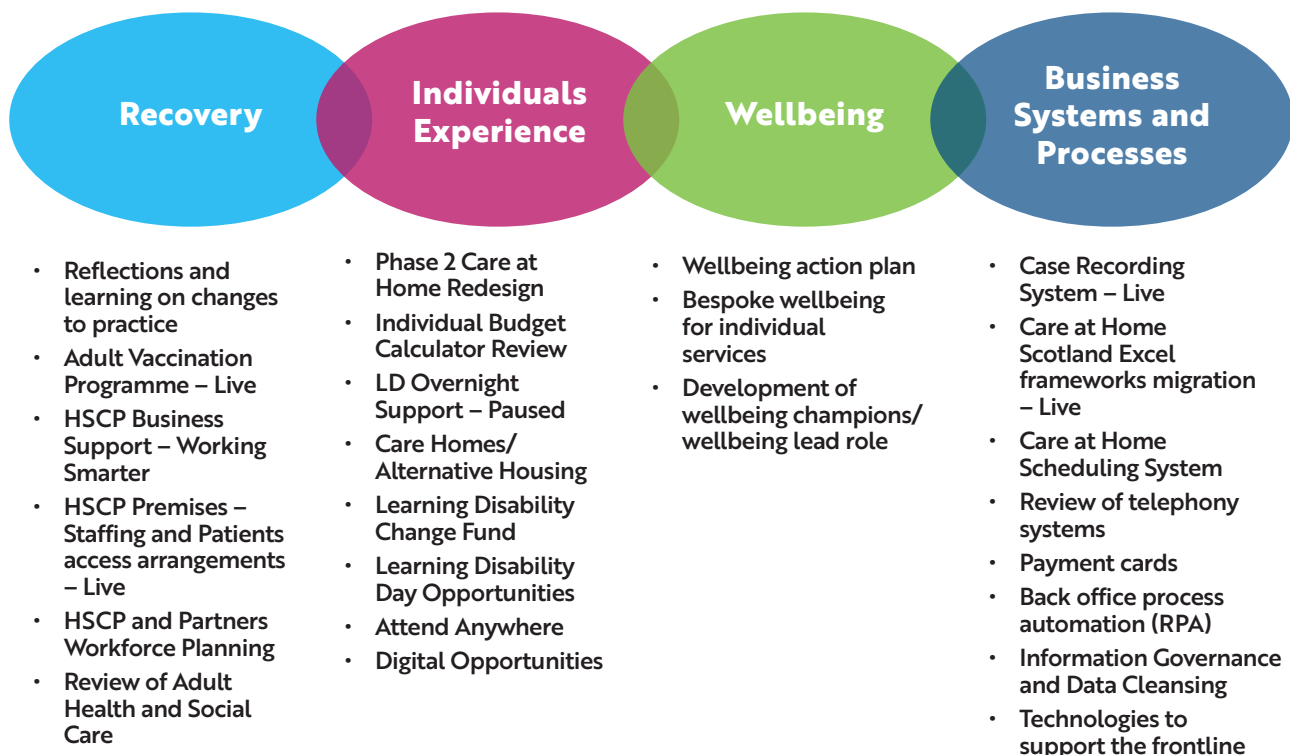 Recovery
Individuals
Experience
Wellbeing
Business
Systems and
Processes
• Reflections and
learning on changes
to practice
• Adult Vaccination
Programme – Live
• HSCP Business
Support – Working
Smarter
• HSCP Premises –
Staffing and Patients
access arrangements
– Live
• HSCP and Partners
Workforce Planning
• Review of Adult
Health and Social
Care
• Phase 2 Care at
Home Redesign
• Individual Budget
Calculator Review
• LD Overnight
Support – Paused
• Care Homes/
Alternative Housing
• Learning Disability
Change Fund
• Learning Disability
Day Opportunities
• Attend Anywhere
• Digital Opportunities
• Wellbeing action plan
• Bespoke wellbeing
for individual
services
• Development of
wellbeing champions/
wellbeing lead role
• Case Recording
System – Live
• Care at Home
Scotland Excel
frameworks migration
– Live
• Care at Home
Scheduling System
• Review of telephony
systems
• Payment cards
• Back office process
automation (RPA)
• Information Governance
and Data Cleansing
• Technologies to
support the frontline